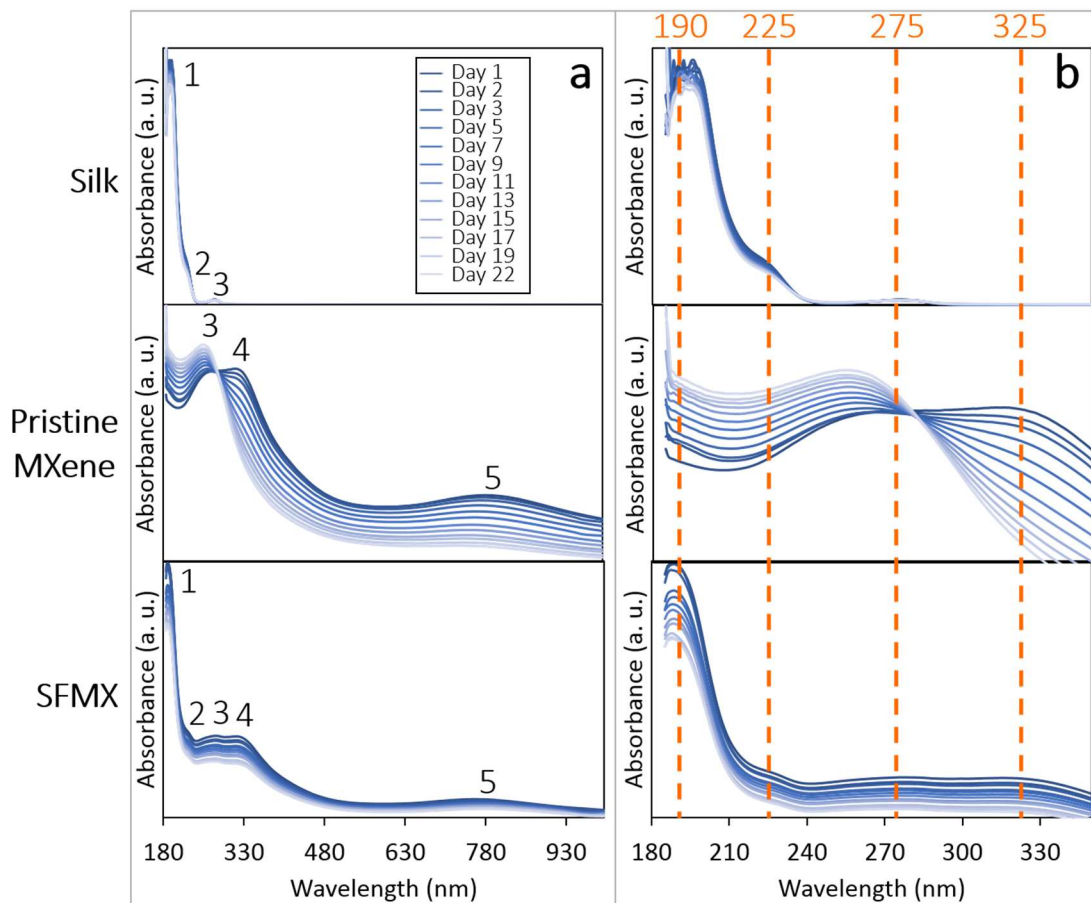 190 225 275 325
a
b
Day 1
Day 2
Day 3
Day 5
Day 7
Day 9
Day 11
Day 13
Day 15
Day 17
Day 19
Day 22
Silk
Absorbance (a. u.)
1
2
3
Absorbance (a. u.)
Pristine
MXene
Absorbance (a. u.)
3
4
5
Absorbance (a. u.)
SFMX
Absorbance (a. u.)
1
2 3 4
5
Absorbance (a. u.)
180 330 480 630 780 930
Wavelength (nm)
180 210 240 270 300 330
Wavelength (nm)